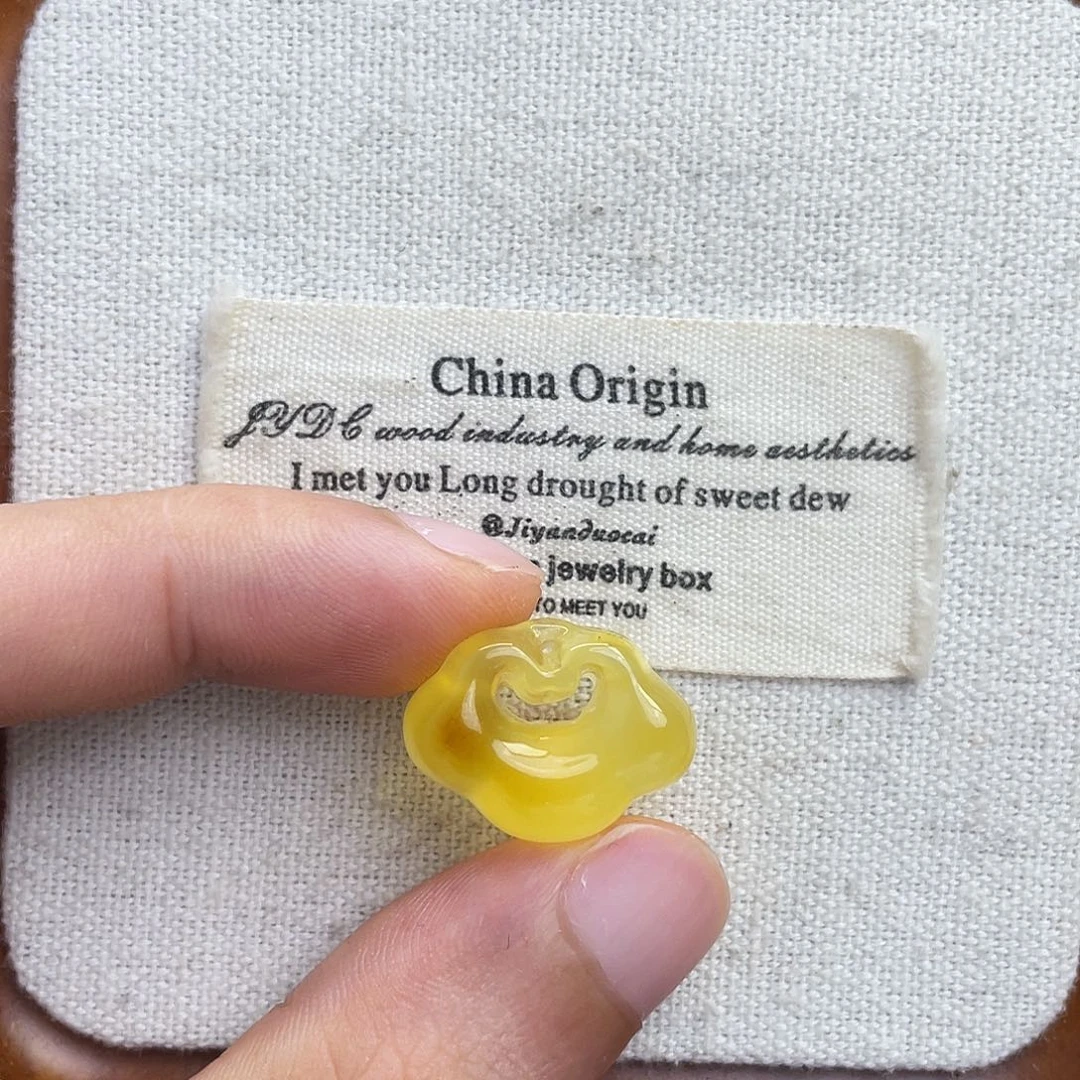 China Origin
JYDC wood industry and home aesthetics
I met you Long drought of sweet dew
@Jiyanduocai
jewelry box
TO MEET YOU